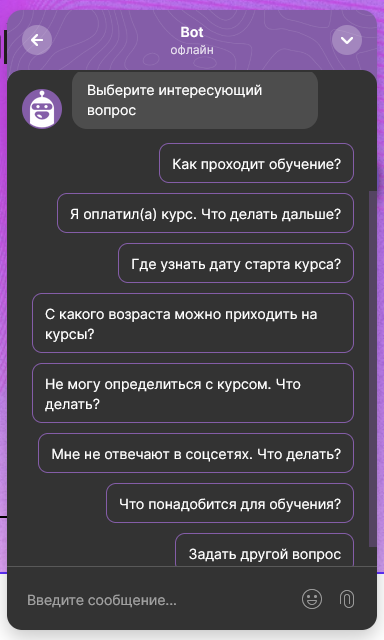 Bot
офлайн
Выберите интересующий
вопрос
Как проходит обучение?
Я оплатил(а) курс. Что делать дальше?
Где узнать дату старта курса?
С какого возраста можно приходить на
курсы?
Не могу определиться с курсом. Что
делать?
Мне не отвечают в соцсетях. Что делать?
Что понадобится для обучения?
Задать другой вопрос
Введите сообщение...